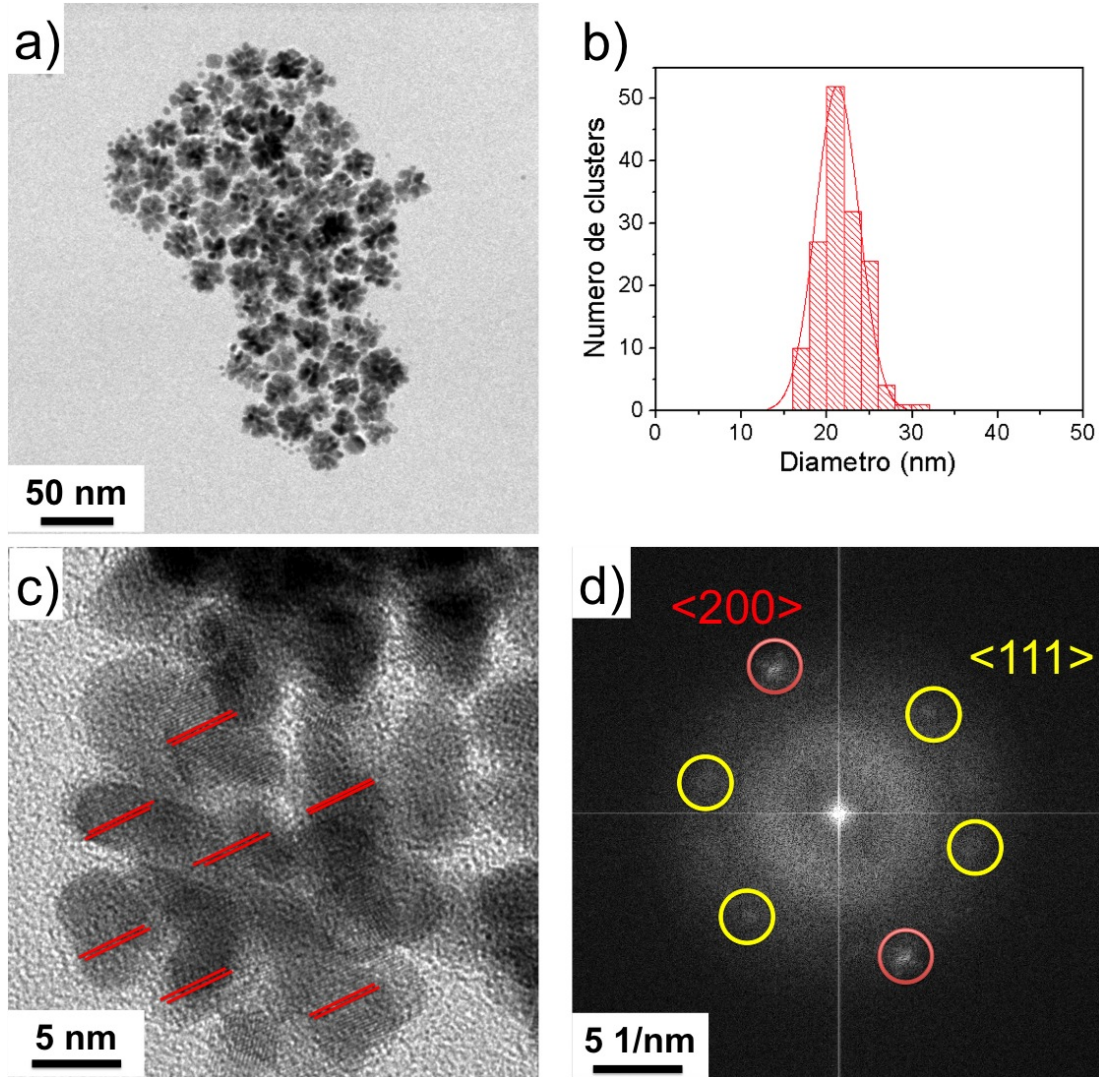 a)
50 nm
b)
Numero de clusters
50
40
30
20
10
0
0 10 20 30 40 50
Diametro (nm)
c)
5 nm
d)
<200>
<111>
5 1/nm